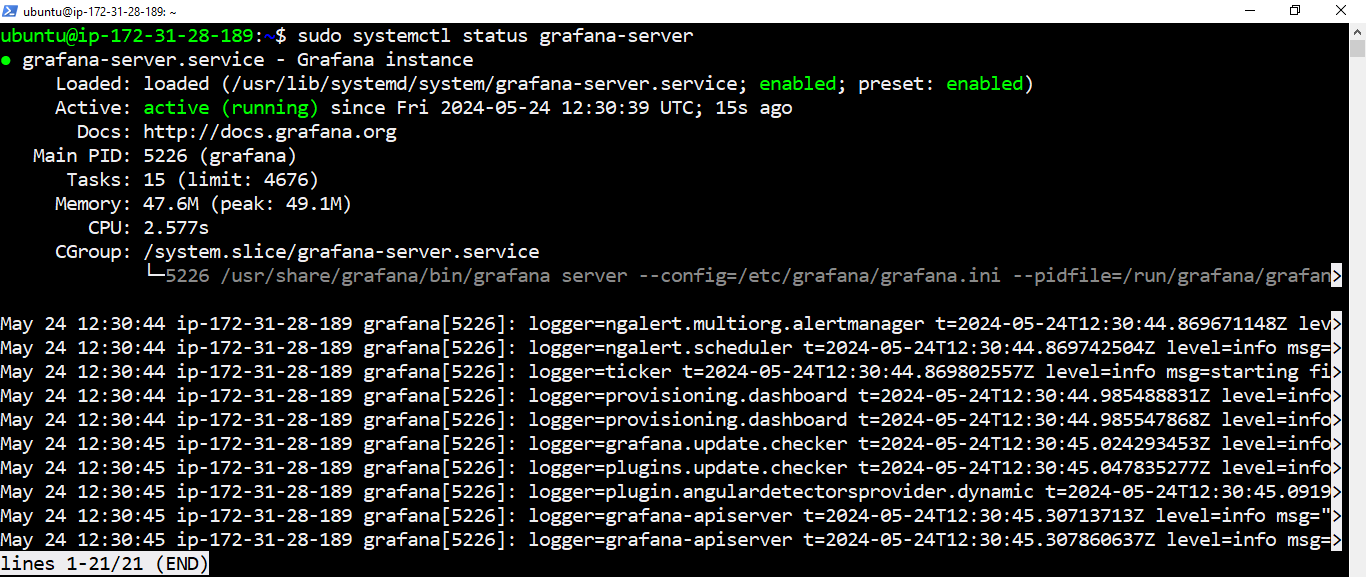 ubuntu@ip-172-31-28-189: ~
ubuntu@ip-172-31-28-189:~$ sudo systemctl status grafana-server
● grafana-server.service - Grafana instance
     Loaded: loaded (/usr/lib/systemd/system/grafana-server.service; enabled; preset: enabled)
     Active: active (running) since Fri 2024-05-24 12:30:39 UTC; 15s ago
       Docs: http://docs.grafana.org
   Main PID: 5226 (grafana)
      Tasks: 15 (limit: 4676)
     Memory: 47.6M (peak: 49.1M)
        CPU: 2.577s
     CGroup: /system.slice/grafana-server.service
             └─5226 /usr/share/grafana/bin/grafana server --config=/etc/grafana/grafana.ini --pidfile=/run/grafana/grafan>
May 24 12:30:44 ip-172-31-28-189 grafana[5226]: logger=ngalert.multiorg.alertmanager t=2024-05-24T12:30:44.869671148Z lev>
May 24 12:30:44 ip-172-31-28-189 grafana[5226]: logger=ngalert.scheduler t=2024-05-24T12:30:44.869742504Z level=info msg=>
May 24 12:30:44 ip-172-31-28-189 grafana[5226]: logger=ticker t=2024-05-24T12:30:44.869802557Z level=info msg=starting fi>
May 24 12:30:44 ip-172-31-28-189 grafana[5226]: logger=provisioning.dashboard t=2024-05-24T12:30:44.985488831Z level=info>
May 24 12:30:44 ip-172-31-28-189 grafana[5226]: logger=provisioning.dashboard t=2024-05-24T12:30:44.985547868Z level=info>
May 24 12:30:45 ip-172-31-28-189 grafana[5226]: logger=grafana.update.checker t=2024-05-24T12:30:45.024293453Z level=info>
May 24 12:30:45 ip-172-31-28-189 grafana[5226]: logger=plugins.update.checker t=2024-05-24T12:30:45.047835277Z level=info>
May 24 12:30:45 ip-172-31-28-189 grafana[5226]: logger=plugin.angulardetectorsprovider.dynamic t=2024-05-24T12:30:45.0919>
May 24 12:30:45 ip-172-31-28-189 grafana[5226]: logger=grafana-apiserver t=2024-05-24T12:30:45.30713713Z level=info msg=">
May 24 12:30:45 ip-172-31-28-189 grafana[5226]: logger=grafana-apiserver t=2024-05-24T12:30:45.307860637Z level=info msg=>
lines 1-21/21 (END)